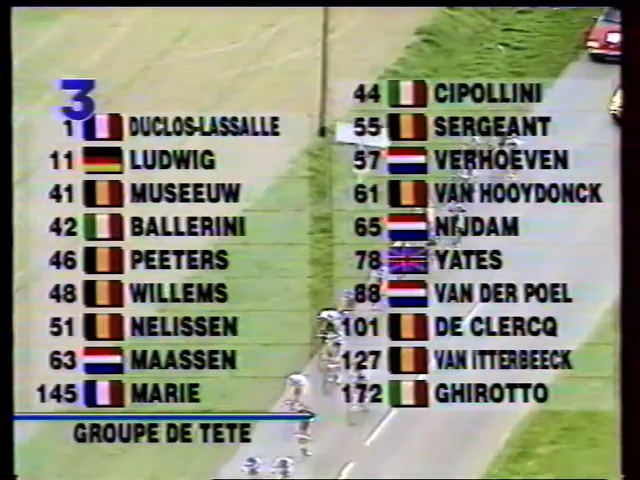 3
1 DUCLOS-LASSALLE
11 LUDWIG
41 MUSEEUW
42 BALLERINI
46 PEETERS
48 WILLEMS
51 NELISSEN
63 MAASSEN
145 MARIE
44 CIPOLLINI
55 SERGEANT
57 VERHOEVEN
61 VAN HOOYDONCK
65 NIJDAM
78 YATES
88 VAN DER POEL
101 DE CLERCQ
127 VAN ITTERBEECK
172 GHIROTTO
GROUPE DE TETE